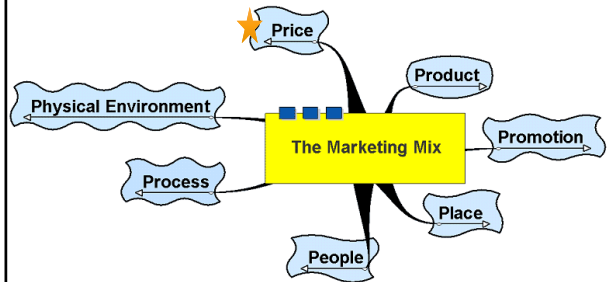 Price
Product
Physical Environment
Promotion
The Marketing Mix
Process
Place
People